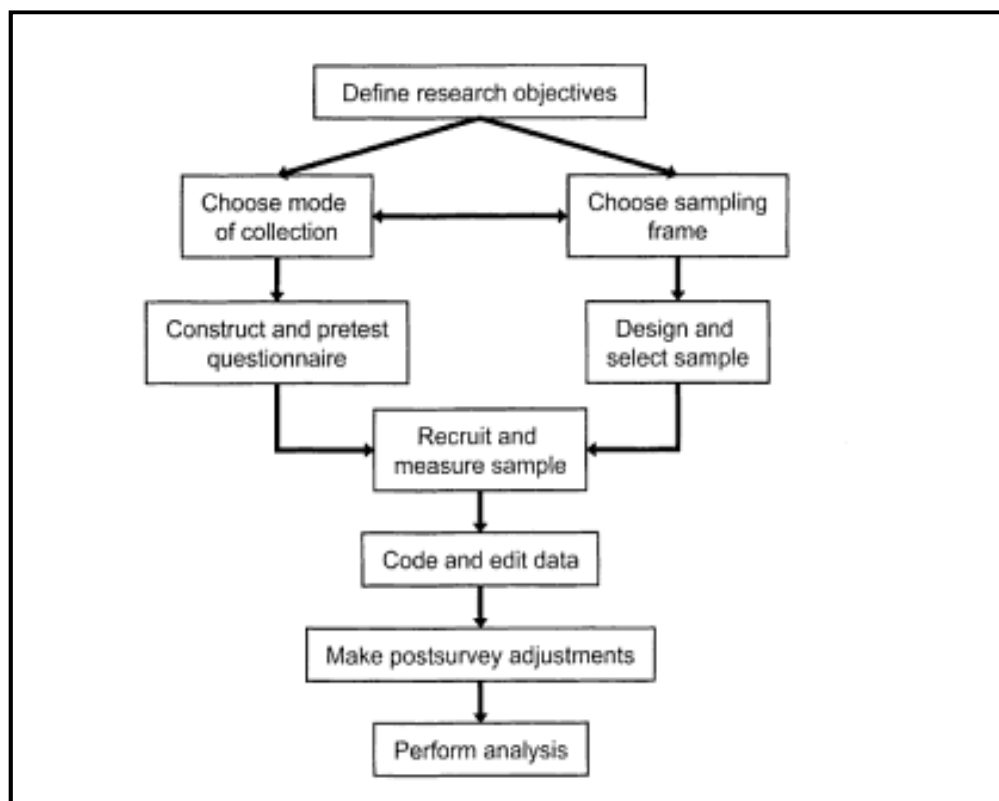 Define research objectives
Choose mode
of collection
Choose sampling
frame
Construct and pretest
questionnaire
Design and
select sample
Recruit and
measure sample
Code and edit data
Make postsurvey adjustments
Perform analysis